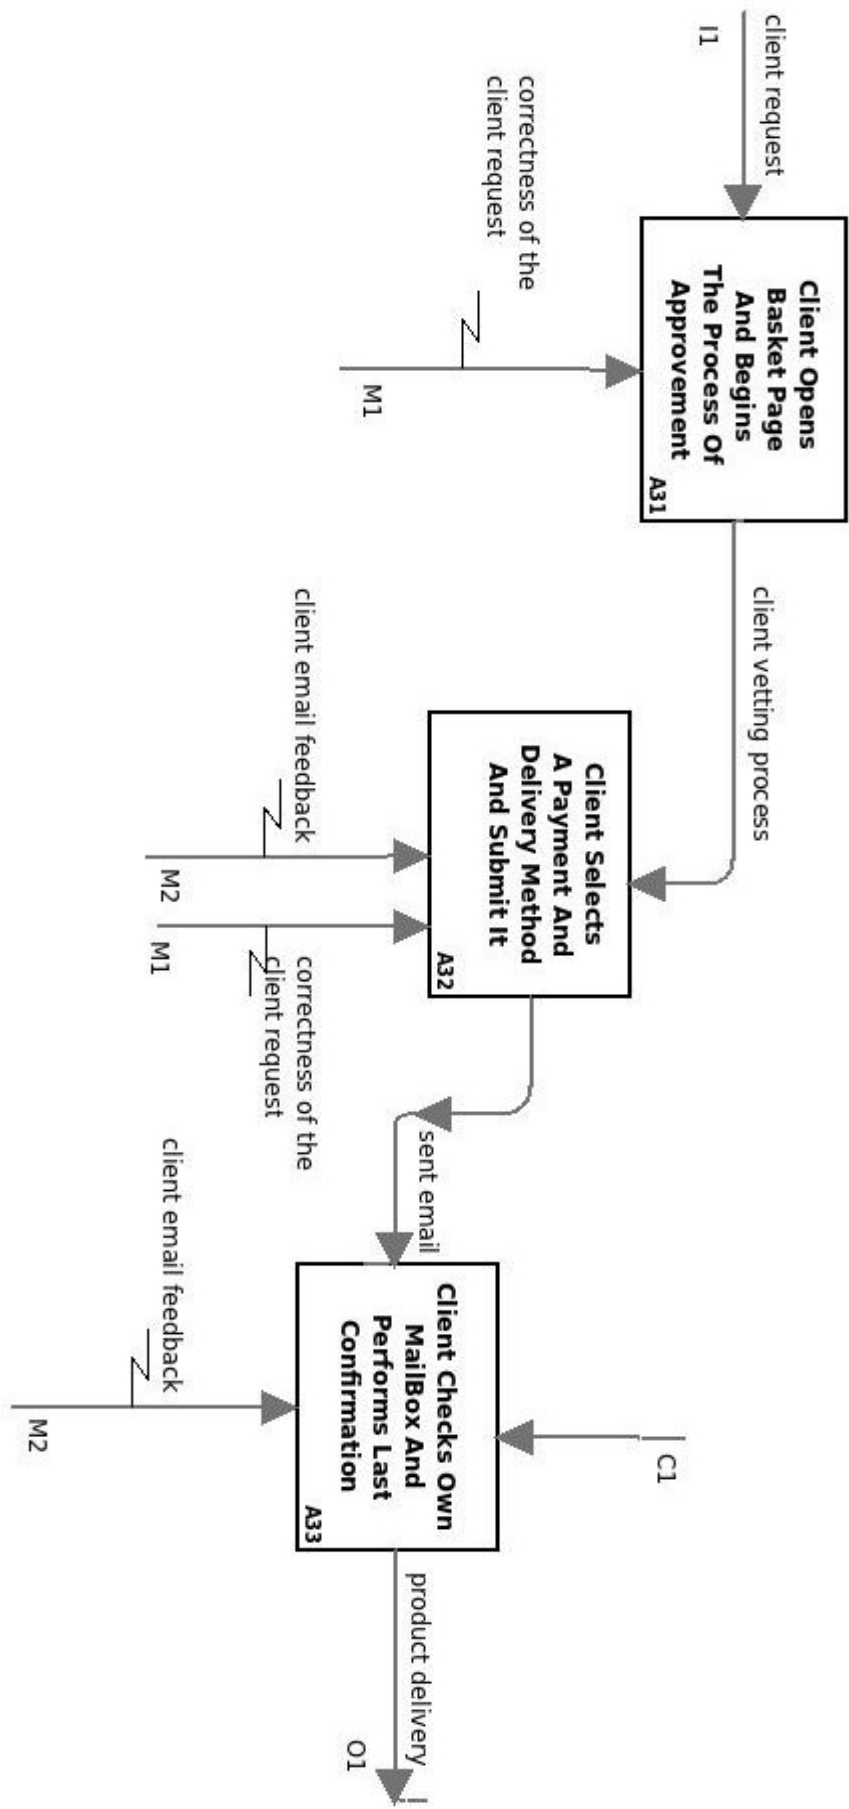 client request
I1
Client Opens
Basket Page
And Begins
The Process Of
Approvement
A31
correctness of the
client request
M1
client vetting process
Client Selects
A Payment And
Delivery Method
And Submit It
A32
client email feedback
M2
M1
correctness of the
client request
sent email
C1
Client Checks Own
MailBox And
Performs Last
Confirmation
A33
client email feedback
M2
product delivery
O1